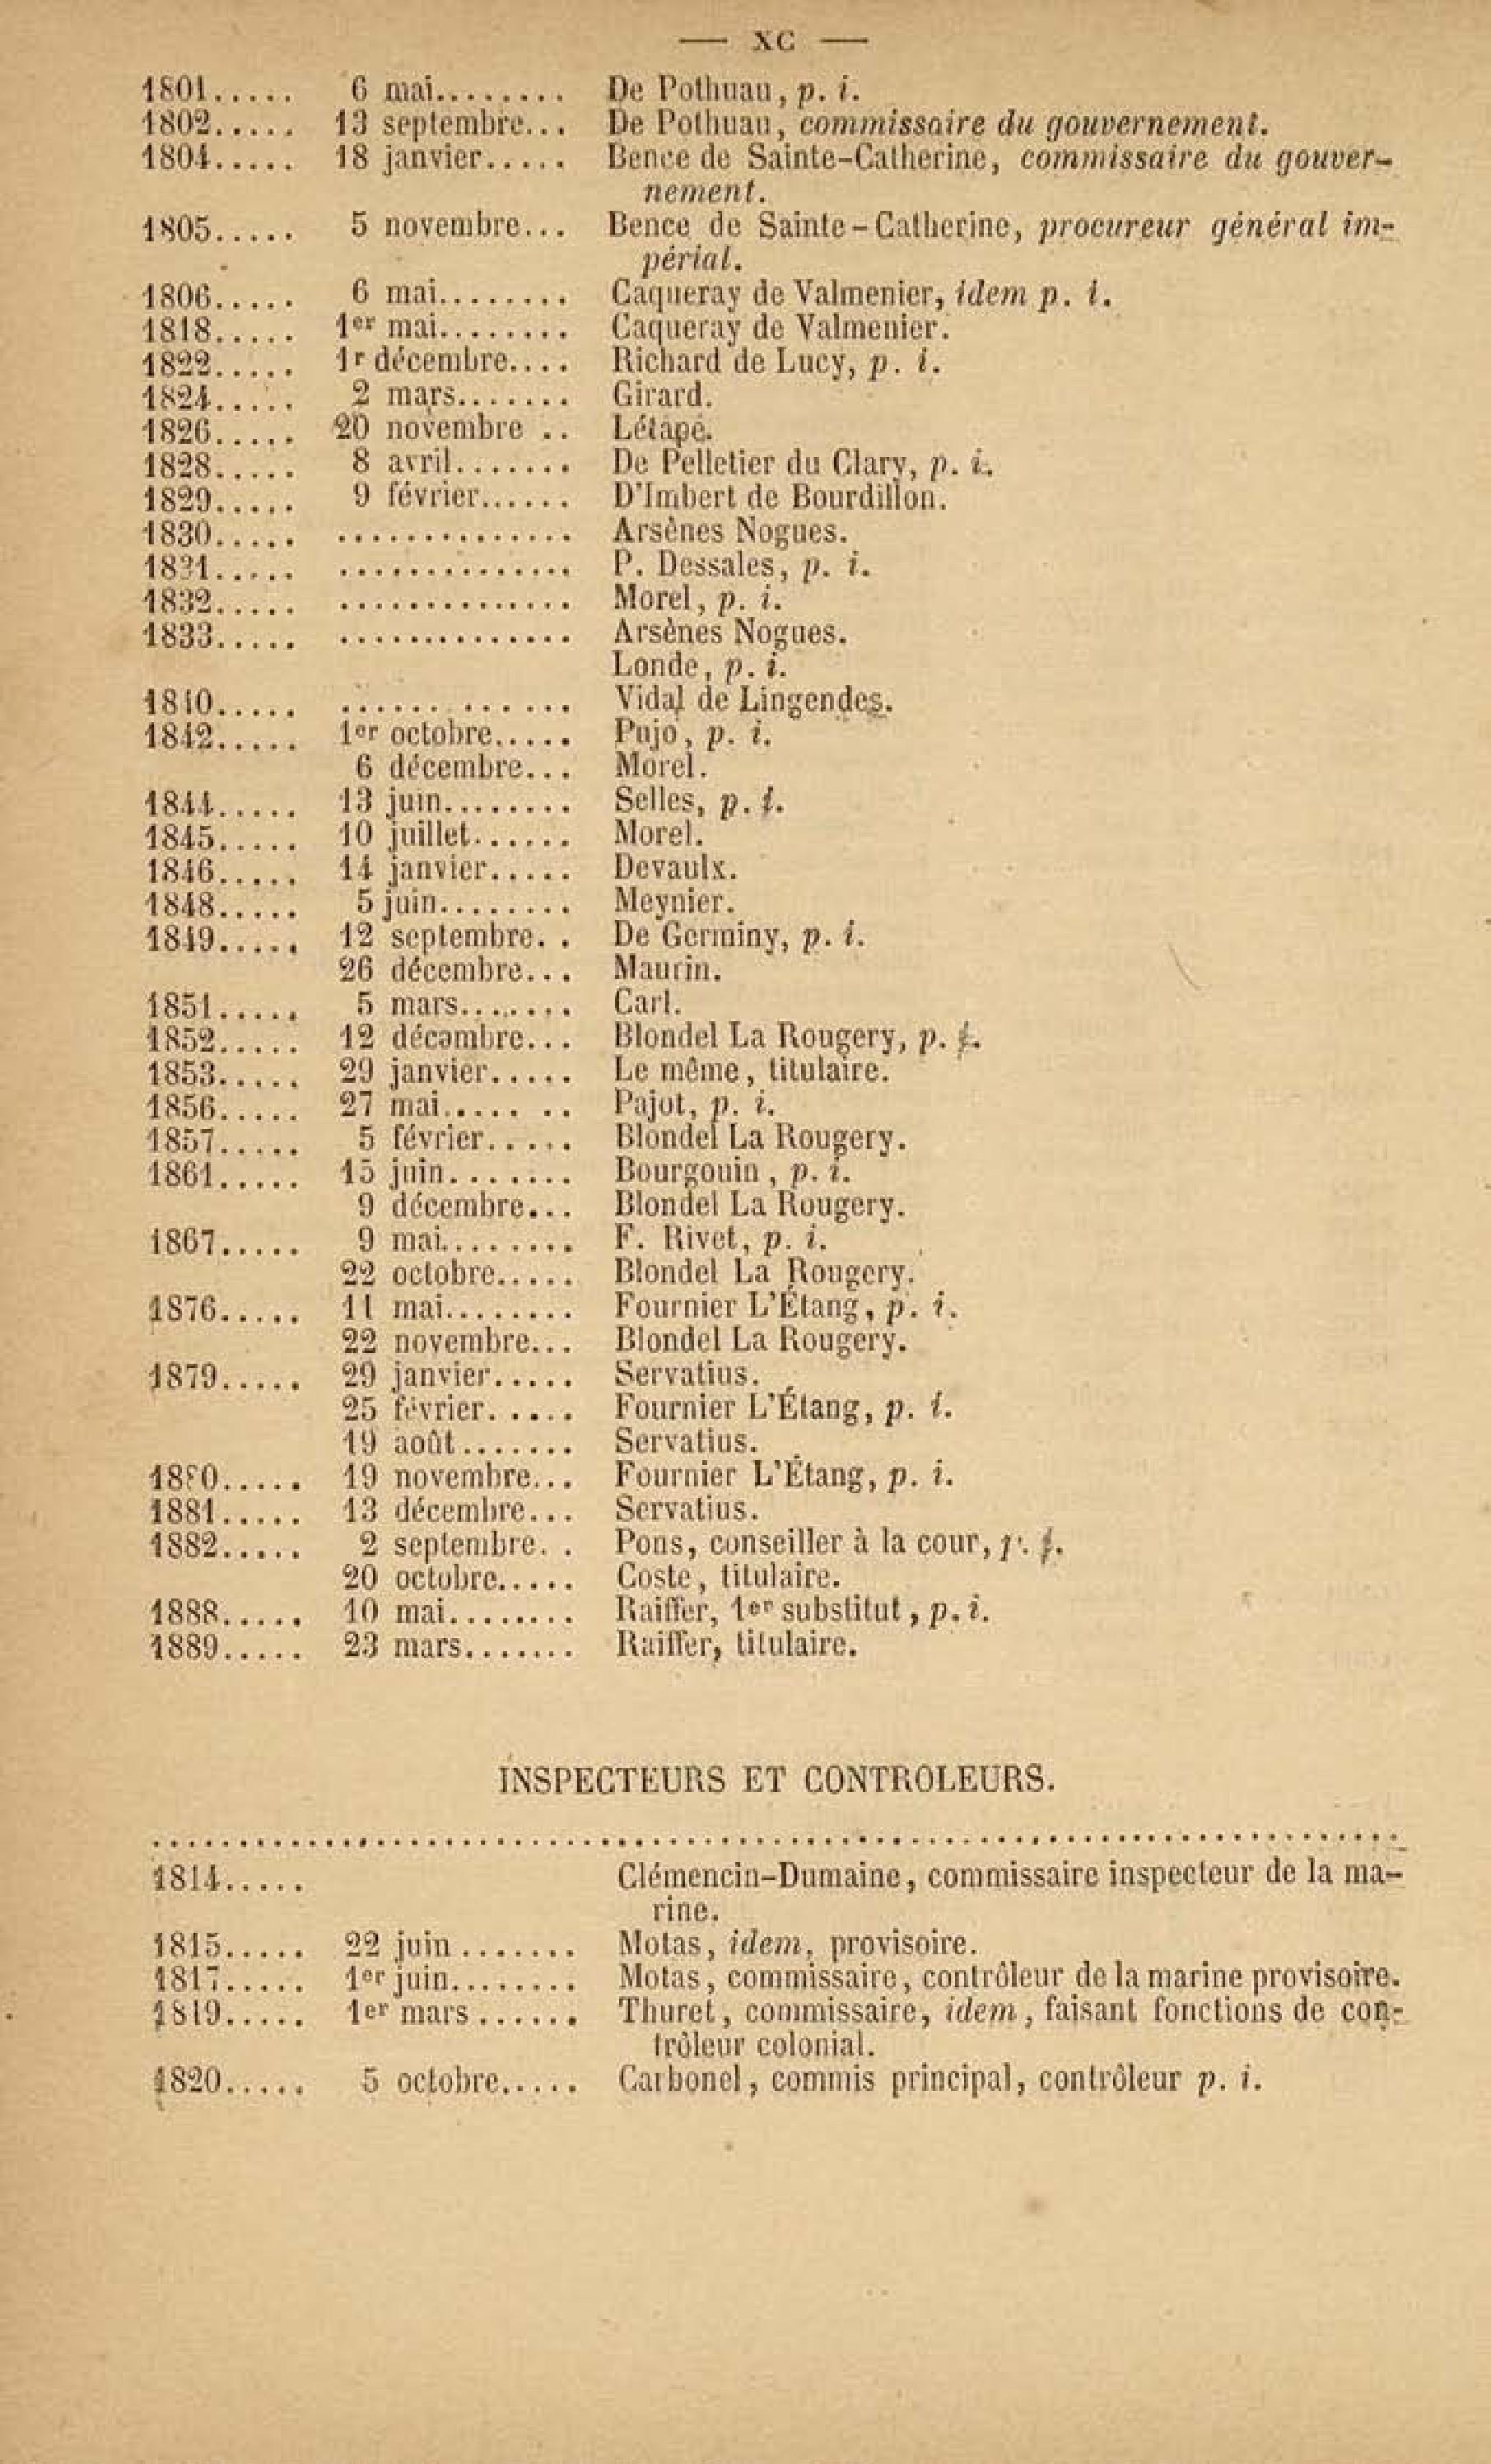 — XC —
1801..... 6 mai........ De Pothuau, p. i.
1802..... 13 septembre... De Pothuau, commissaire du gouvernement.
1804..... 18 janvier..... Bence de Sainte-Catherine, commissaire du gouver-
nement.
1805..... 5 novembre... Bence de Sainte-Catherine, procureur général im-
périal.
1806..... 6 mai........ Caqueray de Valmenier, idem p. i.
1818..... 1er mai........ Caqueray de Valmenier.
1822..... 1r décembre.... Richard de Lucy, p. i.
1824..... 2 mars....... Girard.
1826..... 20 novembre .. Létapé.
1828..... 8 avril....... De Pelletier du Clary, p. i.
1829..... 9 février...... D'Imbert de Bourdillon.
1830..... .............. Arsènes Nogues.
1831..... .............. P. Dessales, p. i.
1832..... .............. Morel, p. i.
1833..... .............. Arsènes Nogues.
Londe, p. i.
1840..... ............ Vidal de Lingendes.
1842..... 1er octobre..... Pujo, p. i.
6 décembre... Morel.
1844..... 13 juin........ Selles, p. i.
1845..... 10 juillet...... Morel.
1846..... 14 janvier..... Devaulx.
1848..... 5 juin........ Meynier.
1849..... 12 septembre. . De Germiny, p. i.
26 décembre... Maurin.
1851..... 5 mars........ Carl.
1852..... 12 décembre... Blondel La Rougery, p. i.
1853..... 29 janvier..... Le même, titulaire.
1856..... 27 mai..... .. Pajot, p. i.
1857..... 5 février..... Blondel La Rougery.
1861..... 15 juin....... Bourgouin, p. i.
9 décembre... Blondel La Rougery.
1867..... 9 mai........ F. Rivet, p. i.
22 octobre..... Blondel La Rougery.
1876..... 11 mai........ Fournier L'Étang, p. i.
22 novembre... Blondel La Rougery.
1879..... 29 janvier..... Servatius.
25 février..... Fournier L'Étang, p. i.
19 août....... Servatius.
1880..... 19 novembre... Fournier L'Étang, p. i.
1881..... 13 décembre... Servatius.
1882..... 2 septembre. . Pons, conseiller à la cour, p. i.
20 octobre..... Coste, titulaire.
1888..... 10 mai........ Raiffer, 1er substitut, p. i.
1889..... 23 mars....... Raiffer, titulaire.
INSPECTEURS ET CONTROLEURS.
........................................................................
1814..... Clémencin-Dumaine, commissaire inspecteur de la ma-
rine.
1815..... 22 juin ....... Motas, idem, provisoire.
1817..... 1er juin........ Motas, commissaire, contrôleur de la marine provisoire.
1819..... 1er mars ...... Thuret, commissaire, idem, faisant fonctions de con-
trôleur colonial.
1820..... 5 octobre..... Carbonel, commis principal, contrôleur p. i.